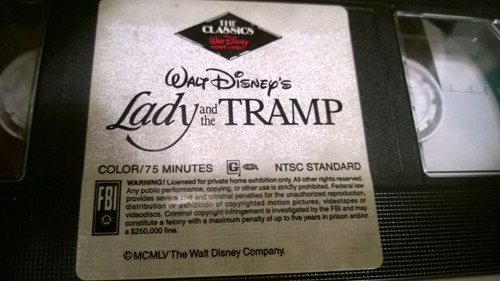 THE
CLASSICS
Walt Disney
HOME VIDEO
WALT DISNEY'S
Lady and the TRAMP
COLOR/75 MINUTES G NTSC STANDARD
FBI WARNING! Licensed for private home exhibition only. All other rights reserved.
Any public performance, copying, or other use is strictly prohibited. Federal law
provides severe civil and criminal penalties for the unauthorized reproduction,
distribution or exhibition of copyrighted motion pictures, videotapes or
videodiscs. Criminal copyright infringement is investigated by the FBI and may
constitute a felony with a maximum penalty of up to five years in prison and/or
a $250,000 fine.
©MCMLV The Walt Disney Company.